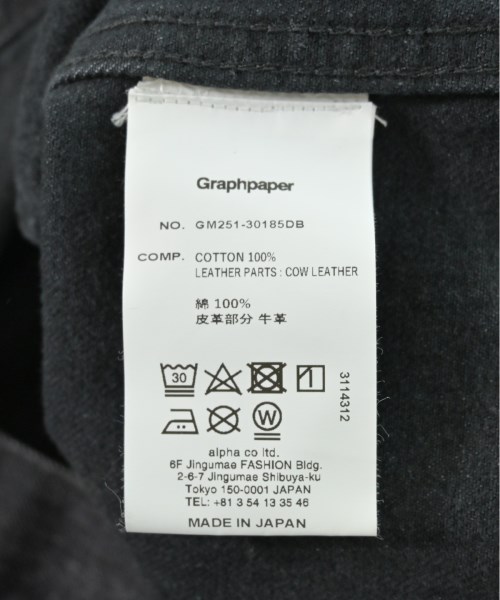 Graphpaper
NO. GM251-30185DB
COMP. COTTON 100%
LEATHER PARTS : COW LEATHER
綿 100%
皮革部分 牛革
30
W
3114312
alpha co ltd.
6F Jingumae FASHION Bldg.
2-6-7 Jingumae Shibuya-ku
Tokyo 150-0001 JAPAN
TEL: +81 3 54 13 35 46
MADE IN JAPAN